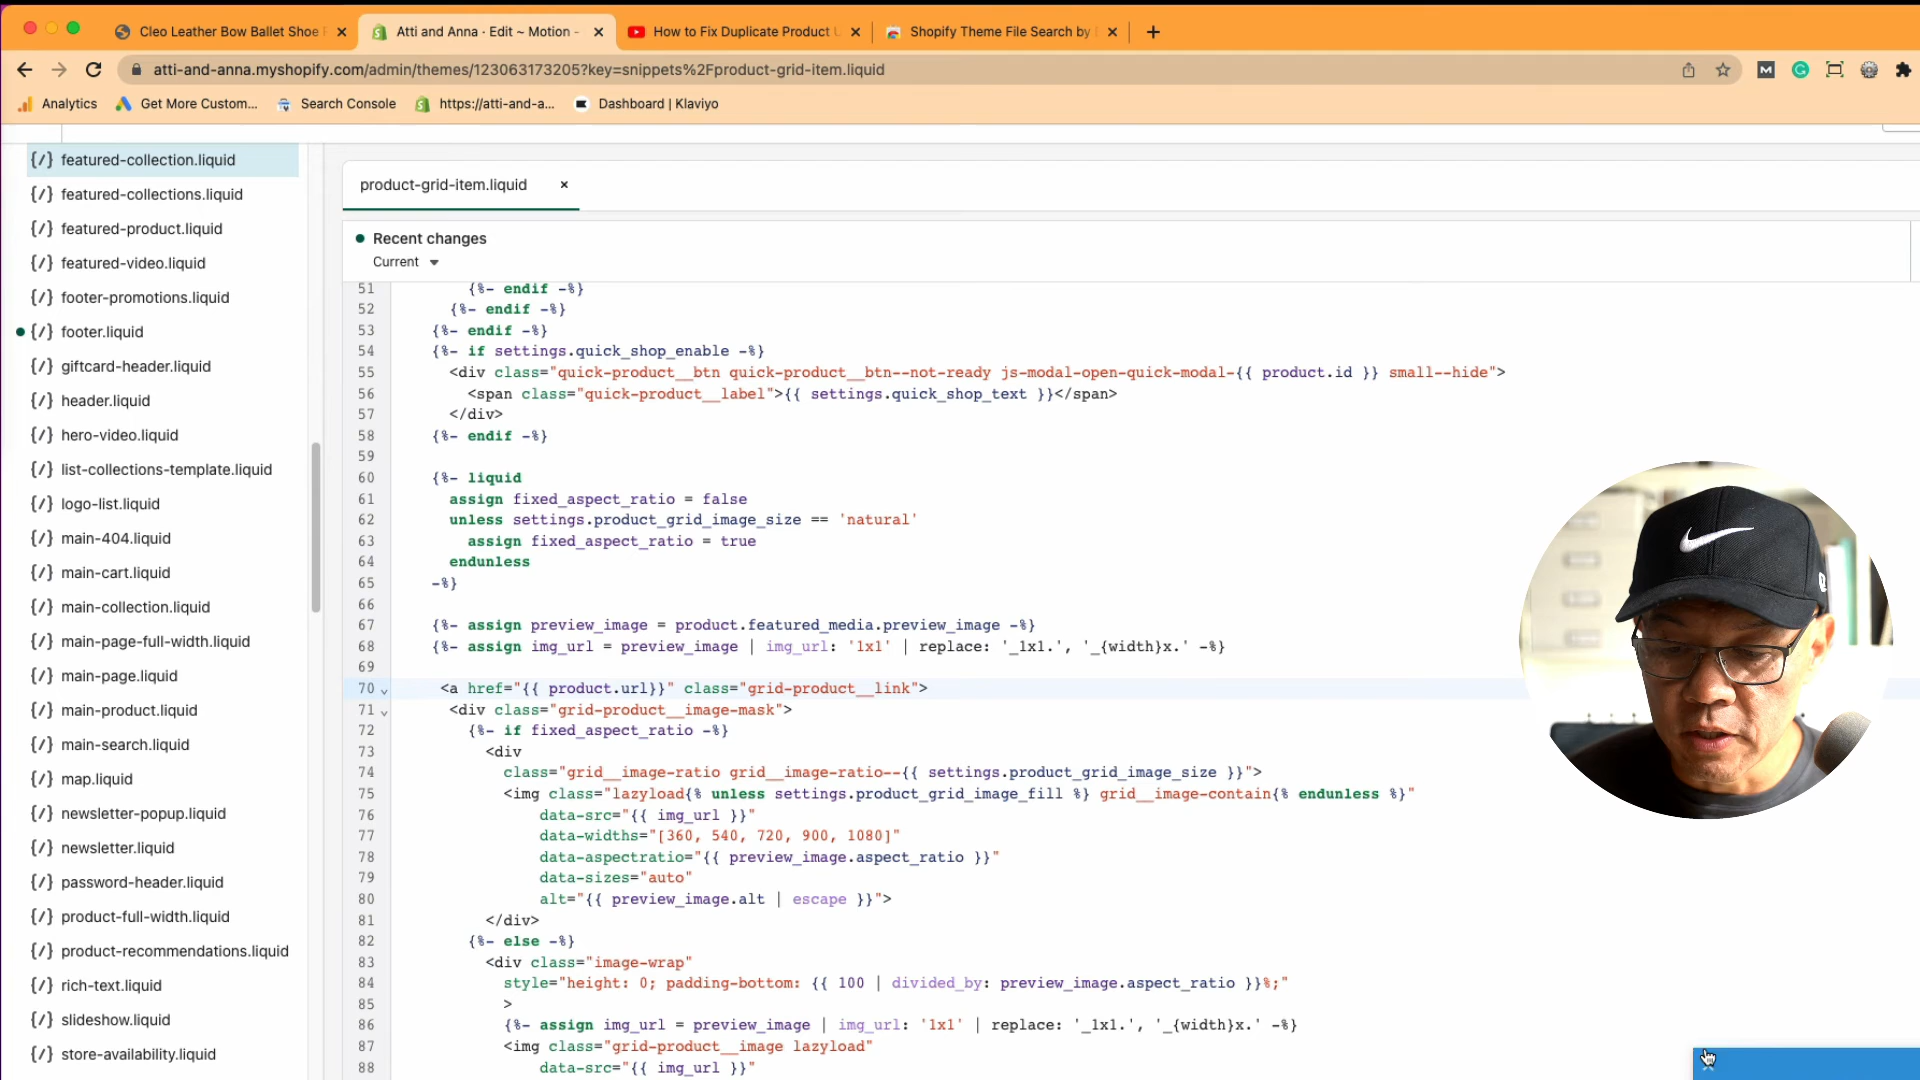 Cleo Leather Bow Ballet Shoe
Atti and Anna · Edit ~ Motion -
How to Fix Duplicate Product
Shopify Theme File Search by
atti-and-anna.myshopify.com/admin/themes/123063173205?key=snippets%2Fproduct-grid-item.liquid
Analytics
Get More Custom...
Search Console
https://atti-and-a...
Dashboard | Klaviyo
{/} featured-collection.liquid
{/} featured-collections.liquid
{/} featured-product.liquid
{/} featured-video.liquid
{/} footer-promotions.liquid
{/} footer.liquid
{/} giftcard-header.liquid
{/} header.liquid
{/} hero-video.liquid
{/} list-collections-template.liquid
{/} logo-list.liquid
{/} main-404.liquid
{/} main-cart.liquid
{/} main-collection.liquid
{/} main-page-full-width.liquid
{/} main-page.liquid
{/} main-product.liquid
{/} main-search.liquid
{/} map.liquid
{/} newsletter-popup.liquid
{/} newsletter.liquid
{/} password-header.liquid
{/} product-full-width.liquid
{/} product-recommendations.liquid
{/} rich-text.liquid
{/} slideshow.liquid
{/} store-availability.liquid
product-grid-item.liquid
Recent changes
Current
51 {%- endif -%}
52 {%- endif -%}
53 {%- endif -%}
54 {%- if settings.quick_shop_enable -%}
55 <div class="quick-product__btn quick-product__btn--not-ready js-modal-open-quick-modal-{{ product.id }} small--hide">
56 <span class="quick-product__label">{{ settings.quick_shop_text }}</span>
57 </div>
58 {%- endif -%}
59
60 {%- liquid
61 assign fixed_aspect_ratio = false
62 unless settings.product_grid_image_size == 'natural'
63 assign fixed_aspect_ratio = true
64 endunless
65 -%}
66
67 {%- assign preview_image = product.featured_media.preview_image -%}
68 {%- assign img_url = preview_image | img_url: '1x1' | replace: '_1x1.', '_{width}x.' -%}
69
70 <a href="{{ product.url}}" class="grid-product__link">
71 <div class="grid-product__image-mask">
72 {%- if fixed_aspect_ratio -%}
73 <div
74 class="grid__image-ratio grid__image-ratio--{{ settings.product_grid_image_size }}">
75 <img class="lazyload{% unless settings.product_grid_image_fill %} grid__image-contain{% endunless %}"
76 data-src="{{ img_url }}"
77 data-widths="[360, 540, 720, 900, 1080]"
78 data-aspectratio="{{ preview_image.aspect_ratio }}"
79 data-sizes="auto"
80 alt="{{ preview_image.alt | escape }}">
81 </div>
82 {%- else -%}
83 <div class="image-wrap"
84 style="height: 0; padding-bottom: {{ 100 | divided_by: preview_image.aspect_ratio }}%;"
85 >
86 {%- assign img_url = preview_image | img_url: '1x1' | replace: '_1x1.', '_{width}x.' -%}
87 <img class="grid-product__image lazyload"
88 data-src="{{ img_url }}"